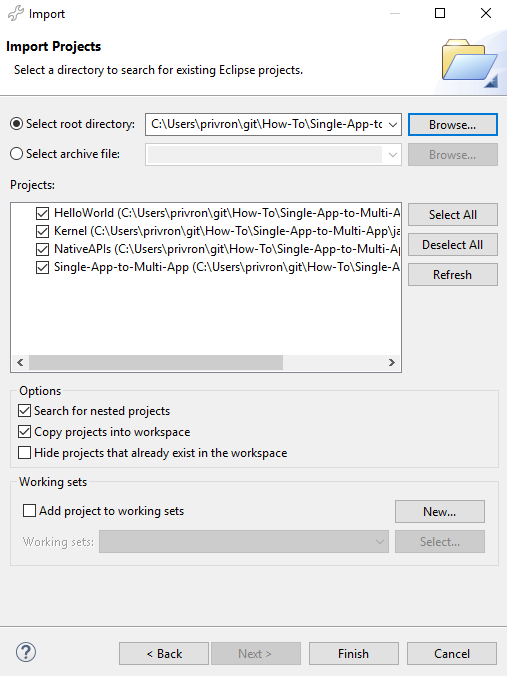 Import
Import Projects
Select a directory to search for existing Eclipse projects.
Select root directory: C:\Users\privron\git\How-To\Single-App-to Browse...
Select archive file: Browse...
Projects:
HelloWorld (C:\Users\privron\git\How-To\Single-App-to-Multi-A Select All
Kernel (C:\Users\privron\git\How-To\Single-App-to-Multi-App\ja
NativeAPIs (C:\Users\privron\git\How-To\Single-App-to-Multi-Ap Deselect All
Single-App-to-Multi-App (C:\Users\privron\git\How-To\Single-A
Refresh
Options
Search for nested projects
Copy projects into workspace
Hide projects that already exist in the workspace
Working sets
Add project to working sets New...
Working sets: Select...
? < Back Next > Finish Cancel